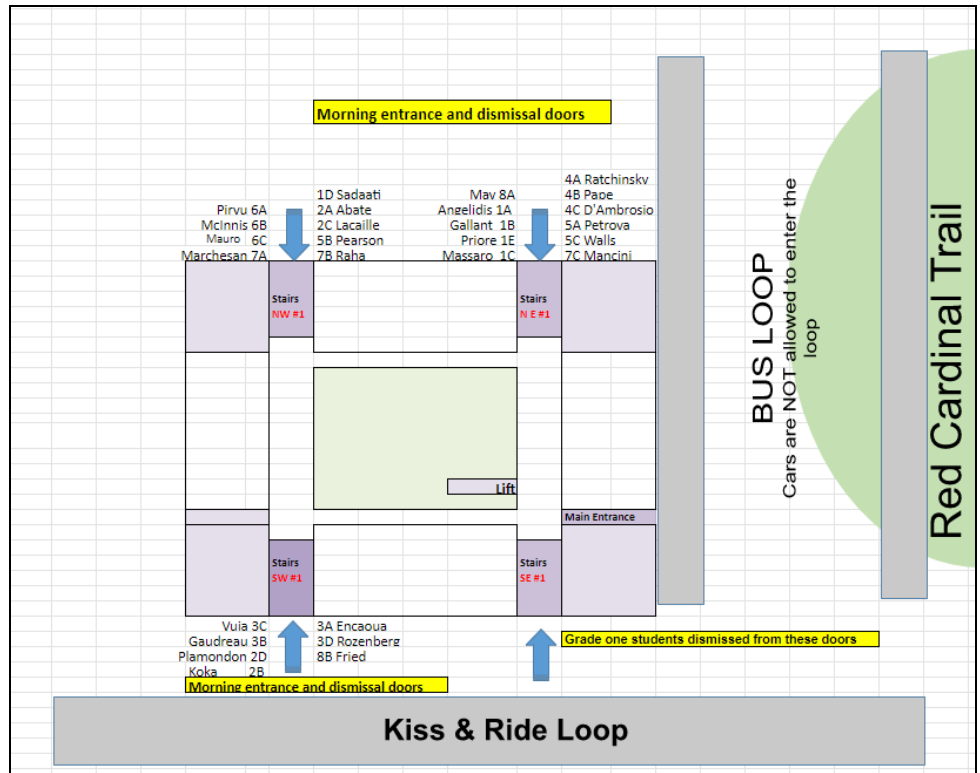 Morning entrance and dismissal doors
Pirvu 6A
McInnis 6B
Mauro 6C
Marchesan 7A
1D Sadaati
2A Abate
2C Lacaille
5B Pearson
7B Raha
May 8A
Angelidis 1A
Gallant 1B
Priore 1E
Massaro 1C
4A Ratchinsky
4B Pape
4C D'Ambrosio
5A Petrova
5C Walls
7C Mancini
Stairs
NW #1
Stairs
N E #1
Lift
Main Entrance
Stairs
SW #1
Stairs
SE #1
Vuia 3C
Gaudreau 3B
Plamondon 2D
Koka 2B
3A Encaoua
3D Rozenberg
8B Fried
Grade one students dismissed from these doors
Morning entrance and dismissal doors
Kiss & Ride Loop
BUS LOOP
Cars are NOT allowed to enter the
loop
Red Cardinal Trail